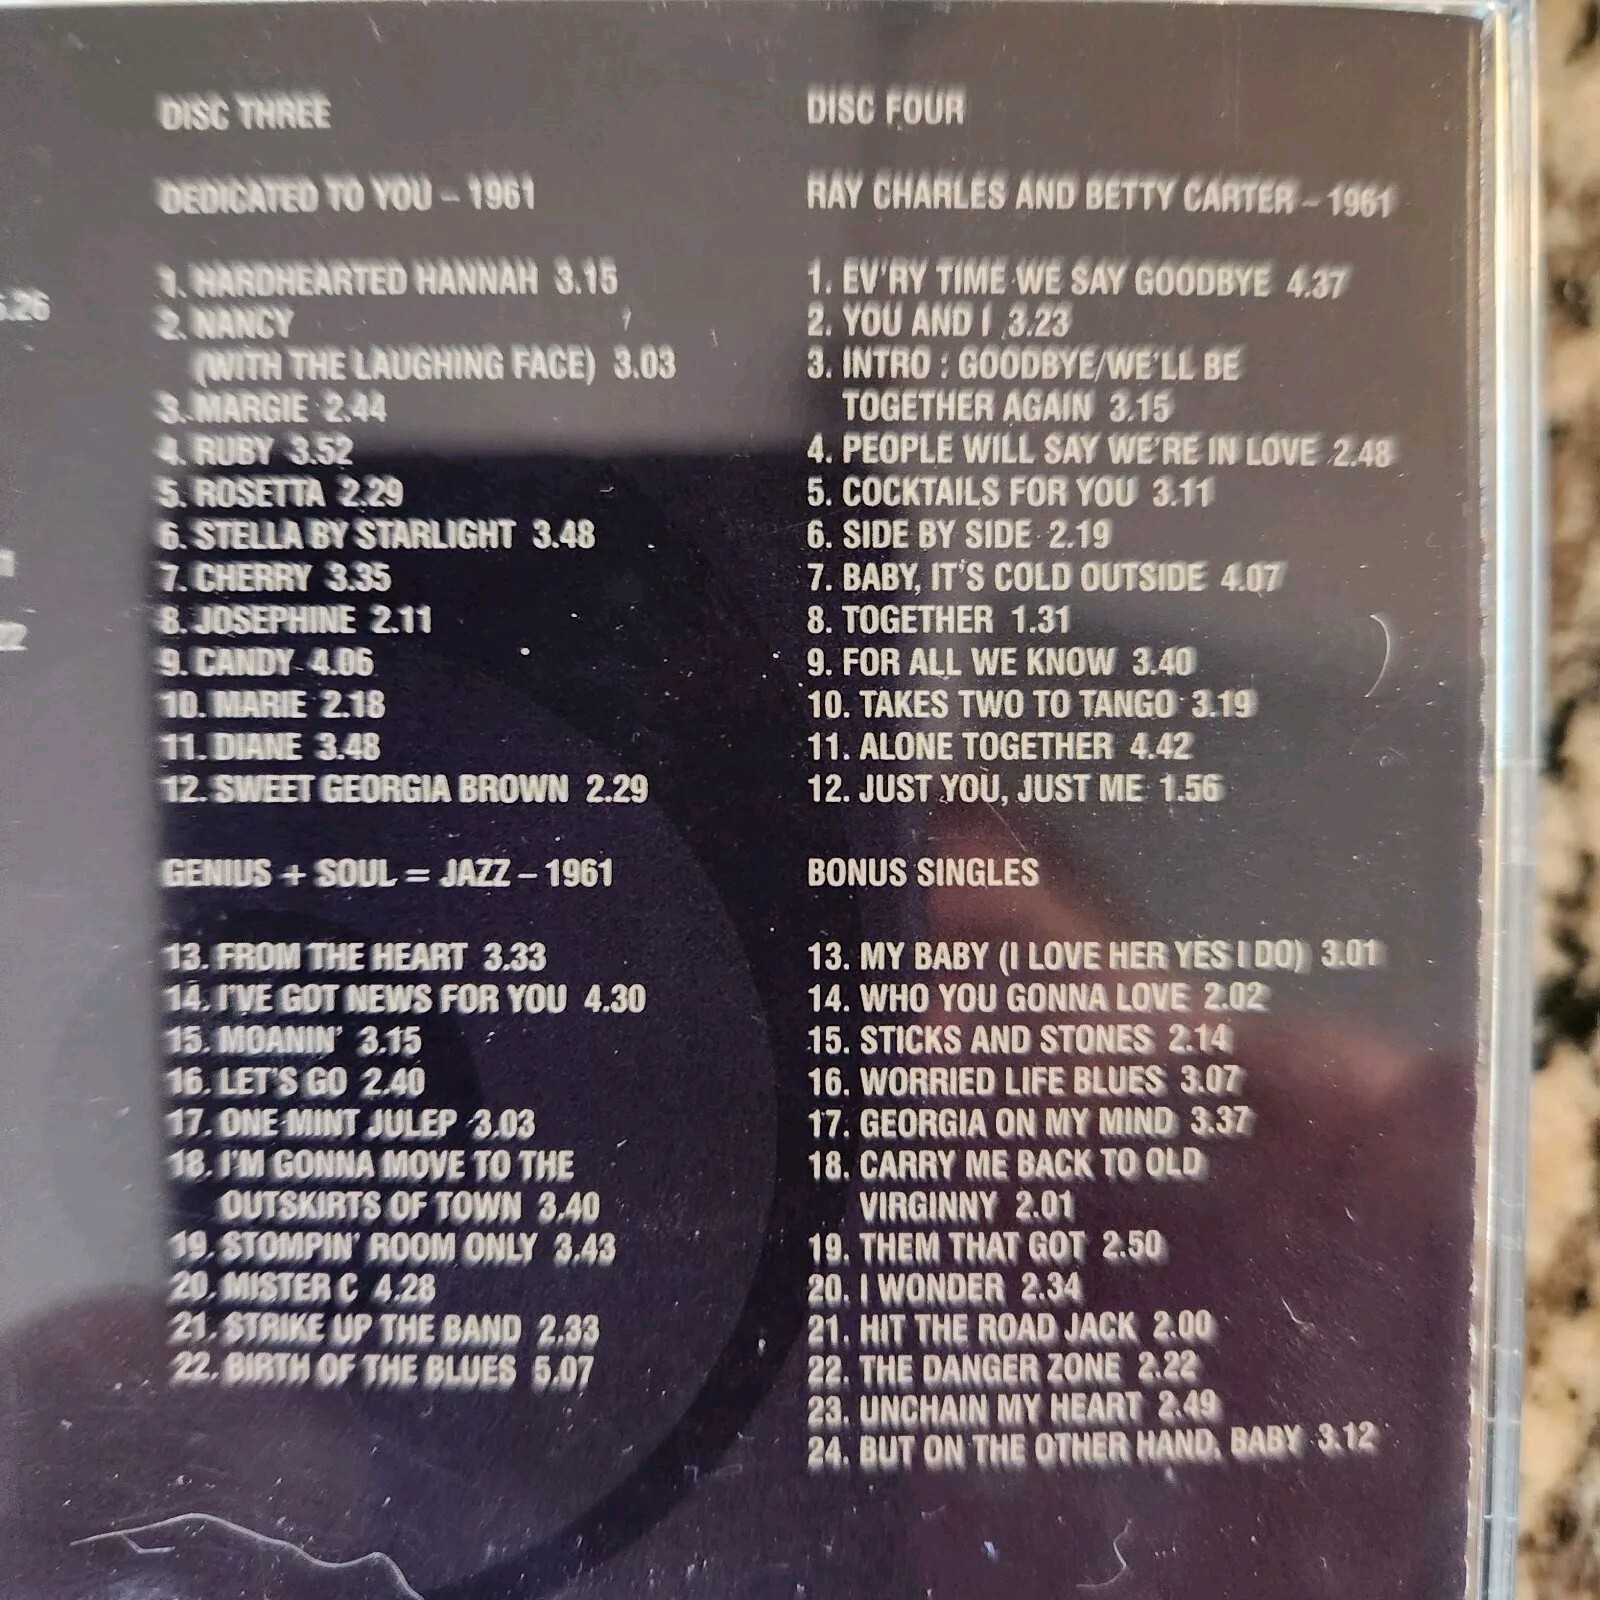 5.26
1
02
DISC THREE
DEDICATED TO YOU – 1961
1. HARDHEARTED HANNAH 3.15
2. NANCY
(WITH THE LAUGHING FACE) 3.03
3. MARGIE 2.44
4. RUBY 3.52
5. ROSETTA 2.29
6. STELLA BY STARLIGHT 3.48
7. CHERRY 3.35
8. JOSEPHINE 2.11
9. CANDY 4.06
10. MARIE 2.18
11. DIANE 3.48
12. SWEET GEORGIA BROWN 2.29
GENIUS + SOUL = JAZZ – 1961
13. FROM THE HEART 3.33
14. I'VE GOT NEWS FOR YOU 4.30
15. MOANIN' 3.15
16. LET'S GO 2.40
17. ONE MINT JULEP 3.03
18. I'M GONNA MOVE TO THE
OUTSKIRTS OF TOWN 3.40
19. STOMPIN' ROOM ONLY 3.43
20. MISTER C 4.28
21. STRIKE UP THE BAND 2.33
22. BIRTH OF THE BLUES 5.07
DISC FOUR
RAY CHARLES AND BETTY CARTER – 1961
1. EV'RY TIME WE SAY GOODBYE 4.37
2. YOU AND I 3.23
3. INTRO : GOODBYE/WE'LL BE
TOGETHER AGAIN 3.15
4. PEOPLE WILL SAY WE'RE IN LOVE 2.48
5. COCKTAILS FOR YOU 3.11
6. SIDE BY SIDE 2.19
7. BABY, IT'S COLD OUTSIDE 4.07
8. TOGETHER 1.31
9. FOR ALL WE KNOW 3.40
10. TAKES TWO TO TANGO 3.19
11. ALONE TOGETHER 4.42
12. JUST YOU, JUST ME 1.56
BONUS SINGLES
13. MY BABY (I LOVE HER YES I DO) 3.01
14. WHO YOU GONNA LOVE 2.02
15. STICKS AND STONES 2.14
16. WORRIED LIFE BLUES 3.07
17. GEORGIA ON MY MIND 3.37
18. CARRY ME BACK TO OLD
VIRGINNY 2.01
19. THEM THAT GOT 2.50
20. I WONDER 2.34
21. HIT THE ROAD JACK 2.00
22. THE DANGER ZONE 2.22
23. UNCHAIN MY HEART 2.49
24. BUT ON THE OTHER HAND, BABY 3.12